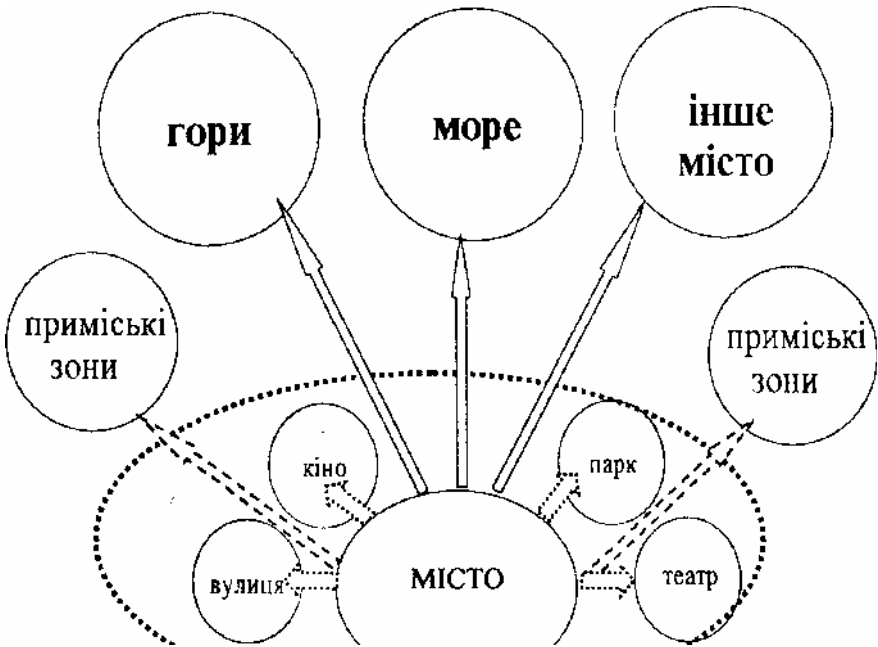 гори
море
інше
місто
приміські
зони
приміські
зони
кіно
парк
вулиця
МІСТО
театр